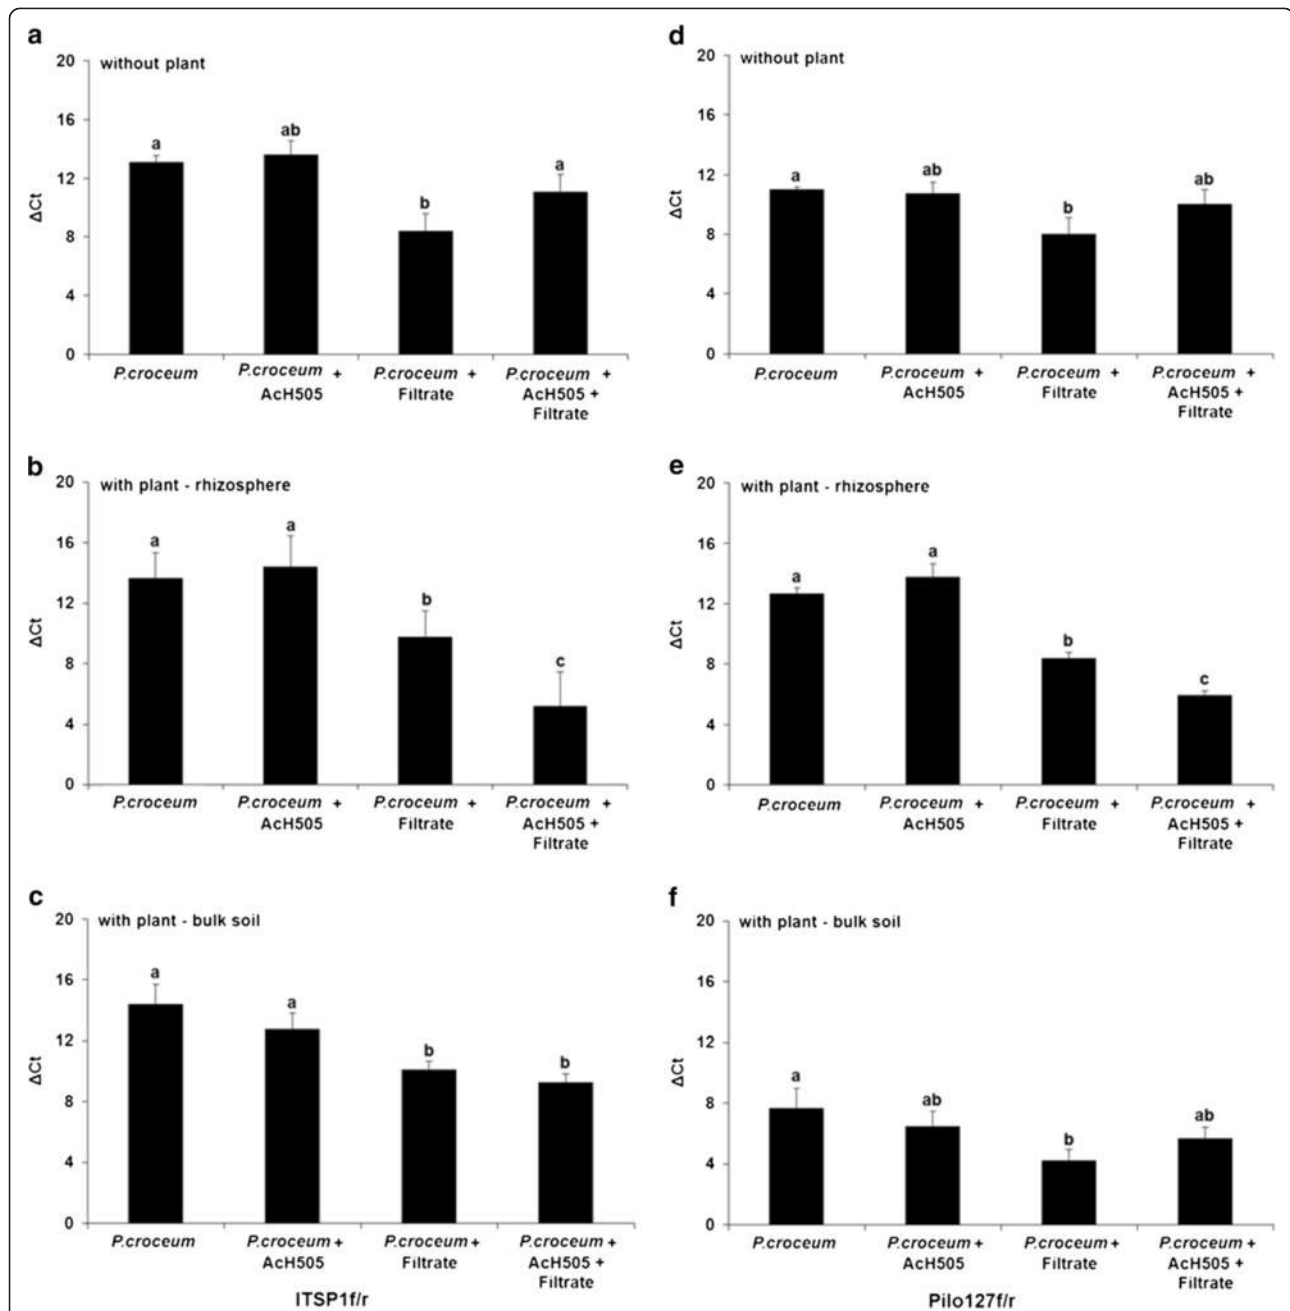 a
without plant
20
16
12
8
4
0
ΔCt
a
ab
b
a
P.croceum
P.croceum +
AcH505
P.croceum +
Filtrate
P.croceum +
AcH505 +
Filtrate
d
without plant
20
16
12
8
4
0
ΔCt
a
ab
b
ab
P.croceum
P.croceum +
AcH505
P.croceum +
Filtrate
P.croceum +
AcH505 +
Filtrate
b
with plant - rhizosphere
20
16
12
8
4
0
ΔCt
a
a
b
c
P.croceum
P.croceum +
AcH505
P.croceum +
Filtrate
P.croceum +
AcH505 +
Filtrate
e
with plant - rhizosphere
20
16
12
8
4
0
ΔCt
a
a
b
c
P.croceum
P.croceum +
AcH505
P.croceum +
Filtrate
P.croceum +
AcH505 +
Filtrate
c
with plant - bulk soil
20
16
12
8
4
0
ΔCt
a
a
b
b
P.croceum
P.croceum +
AcH505
P.croceum +
Filtrate
P.croceum +
AcH505 +
Filtrate
ITSP1f/r
f
with plant - bulk soil
20
16
12
8
4
0
ΔCt
a
ab
b
ab
P.croceum
P.croceum +
AcH505
P.croceum +
Filtrate
P.croceum +
AcH505 +
Filtrate
Pilo127f/r